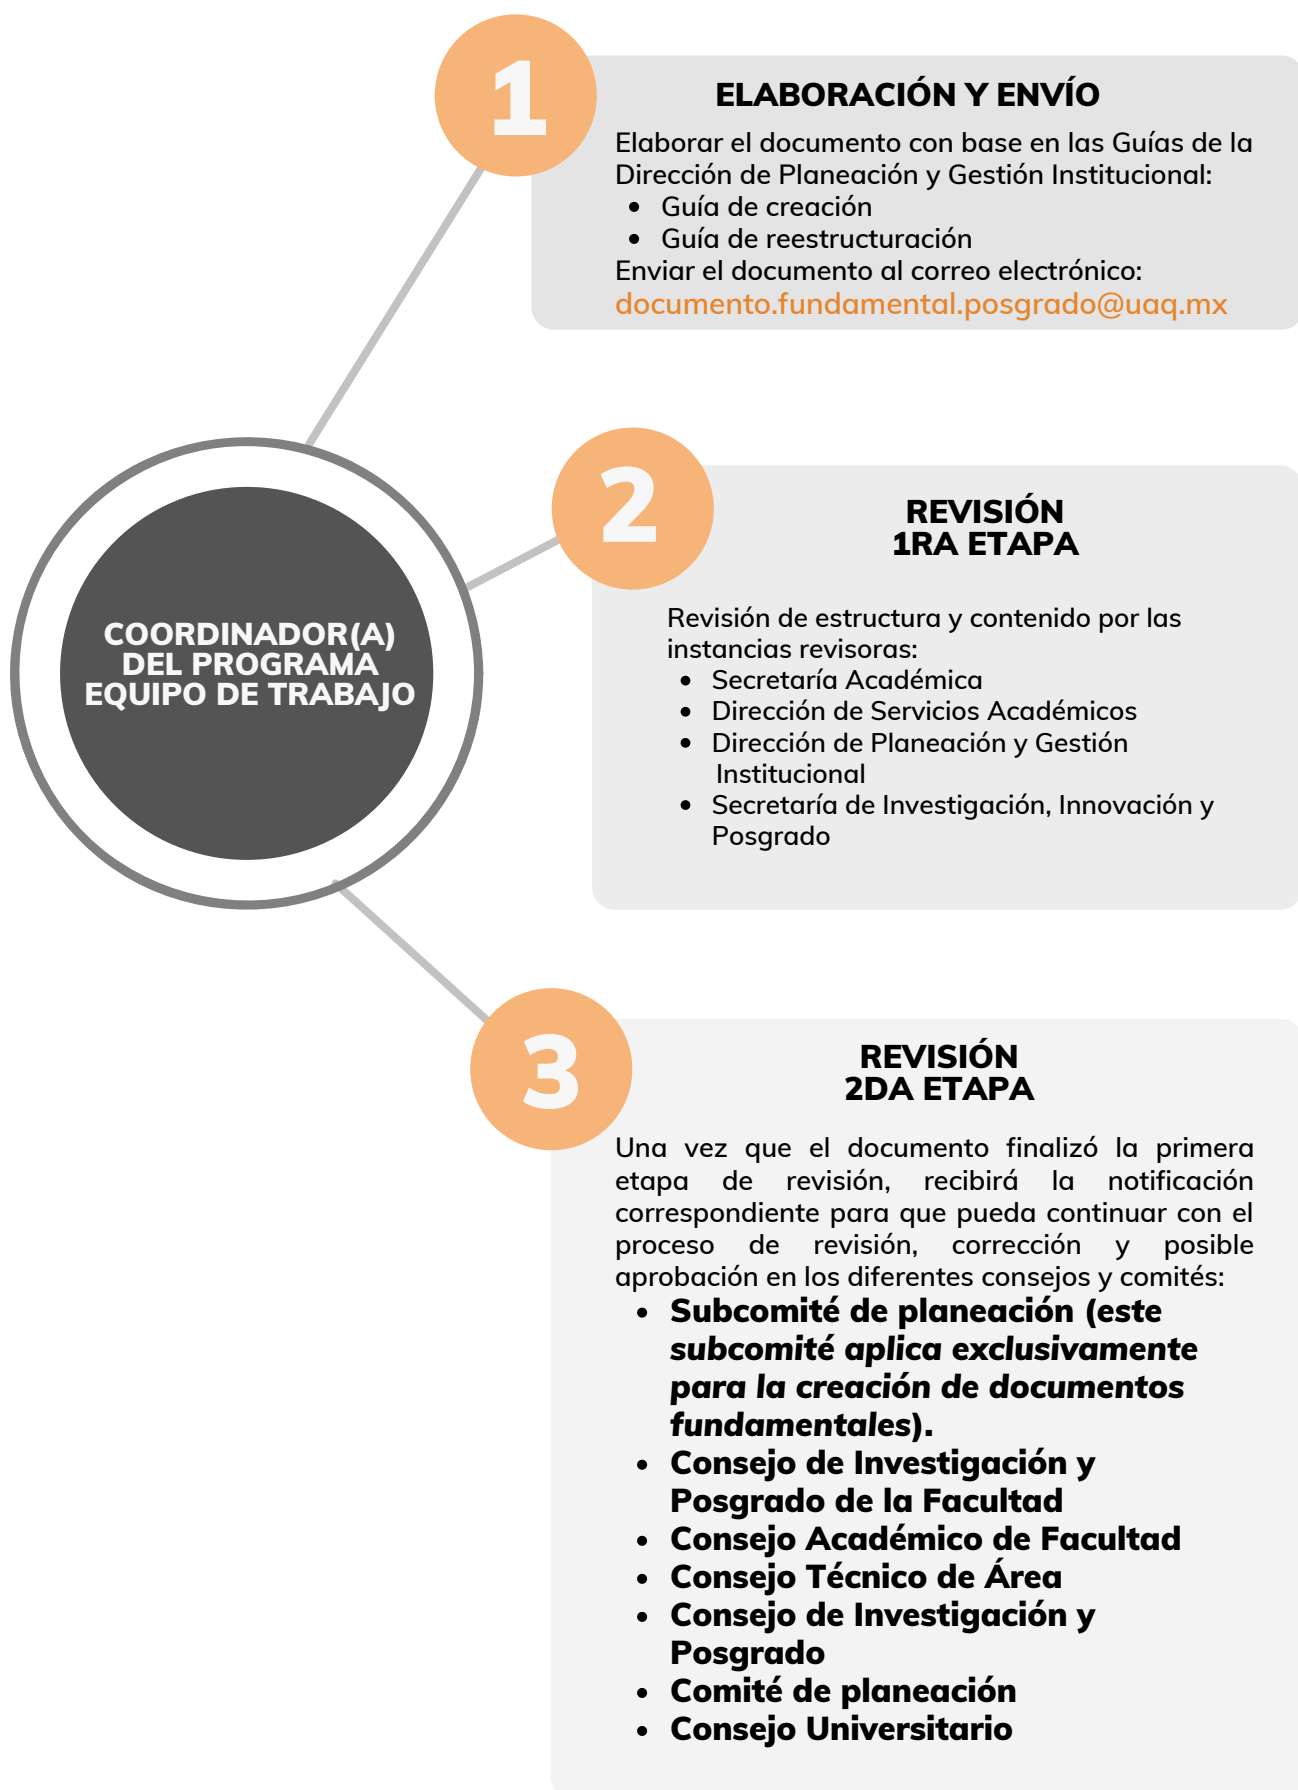 1
ELABORACIÓN Y ENVÍO
Elaborar el documento con base en las Guías de la
Dirección de Planeación y Gestión Institucional:
• Guía de creación
• Guía de reestructuración
Enviar el documento al correo electrónico:
documento.fundamental.posgrado@uaq.mx
COORDINADOR(A)
DEL PROGRAMA
EQUIPO DE TRABAJO
2
REVISIÓN
1RA ETAPA
Revisión de estructura y contenido por las
instancias revisoras:
• Secretaría Académica
• Dirección de Servicios Académicos
• Dirección de Planeación y Gestión
Institucional
• Secretaría de Investigación, Innovación y
Posgrado
3
REVISIÓN
2DA ETAPA
Una vez que el documento finalizó la primera
etapa de revisión, recibirá la notificación
correspondiente para que pueda continuar con el
proceso de revisión, corrección y posible
aprobación en los diferentes consejos y comités:
• Subcomité de planeación (este
subcomité aplica exclusivamente
para la creación de documentos
fundamentales).
• Consejo de Investigación y
Posgrado de la Facultad
• Consejo Académico de Facultad
• Consejo Técnico de Área
• Consejo de Investigación y
Posgrado
• Comité de planeación
• Consejo Universitario